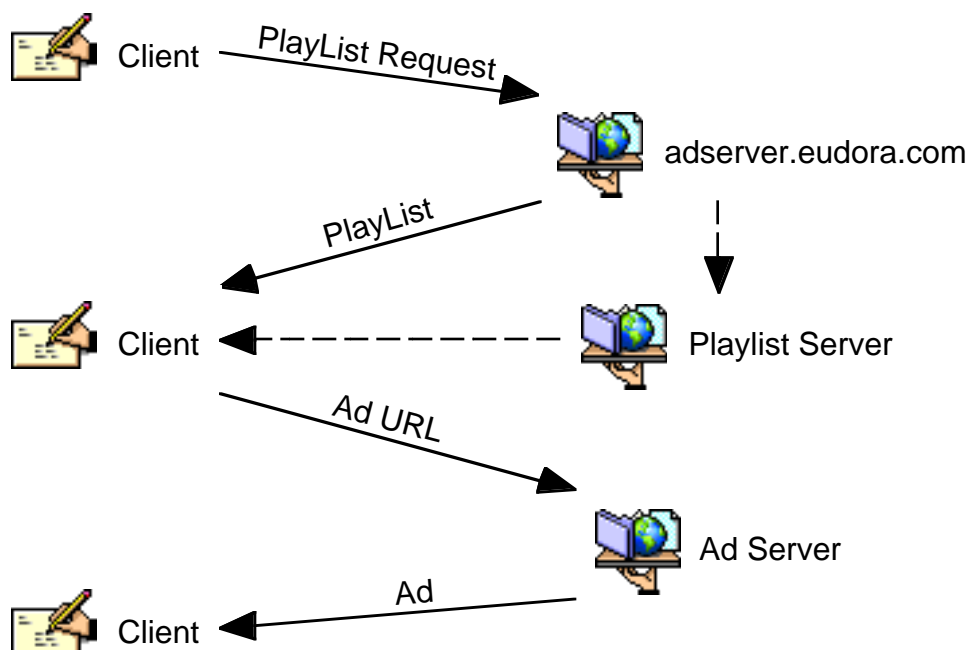 Client
PlayList Request
adserver.eudora.com
PlayList
Client
Playlist Server
Ad URL
Ad Server
Ad
Client